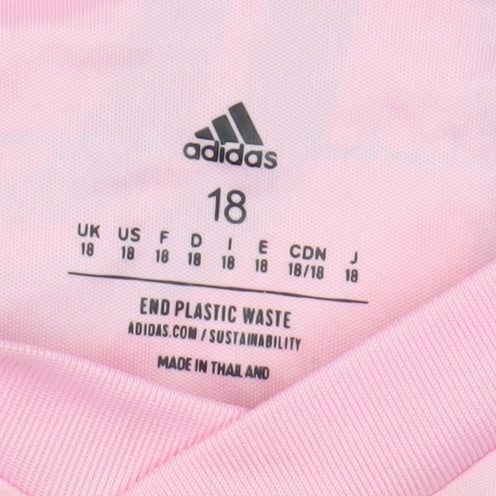 adidas
18
UK US F D I E CDN J
18 18 18 18 18 18 18/18 18
END PLASTIC WASTE
ADIDAS.COM / SUSTAINABILITY
MADE IN THAILAND